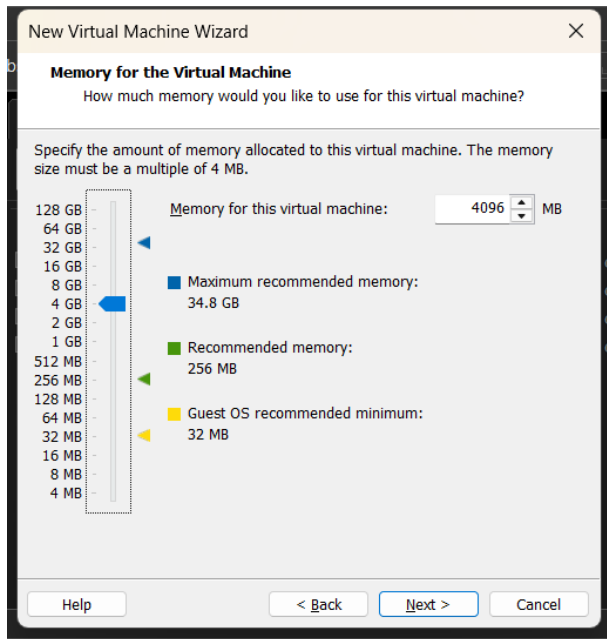 New Virtual Machine Wizard
Memory for the Virtual Machine
How much memory would you like to use for this virtual machine?
Specify the amount of memory allocated to this virtual machine. The memory
size must be a multiple of 4 MB.
Memory for this virtual machine: 4096 MB
128 GB
64 GB
32 GB
16 GB
8 GB
4 GB
2 GB
1 GB
512 MB
256 MB
128 MB
64 MB
32 MB
16 MB
8 MB
4 MB
Maximum recommended memory:
34.8 GB
Recommended memory:
256 MB
Guest OS recommended minimum:
32 MB
Help
< Back
Next >
Cancel